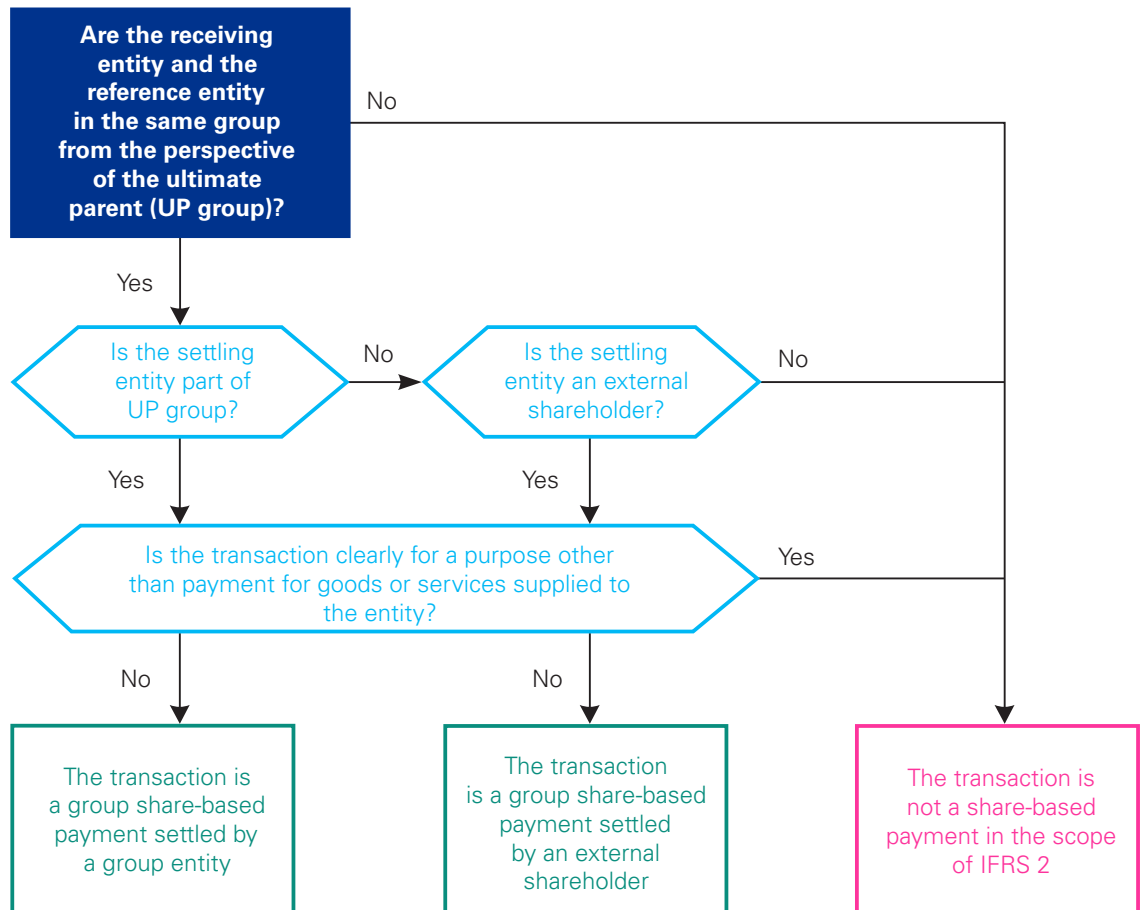 Are the receiving
entity and the
reference entity
in the same group
from the perspective
of the ultimate
parent (UP group)?
No
Yes
Is the settling
entity part of
UP group?
No
Is the settling
entity an external
shareholder?
No
Yes
Yes
Is the transaction clearly for a purpose other
than payment for goods or services supplied to
the entity?
Yes
No
No
The transaction is
a group share-based
payment settled by
a group entity
The transaction
is a group share-based
payment settled
by an external
shareholder
The transaction is
not a share-based
payment in the scope
of IFRS 2